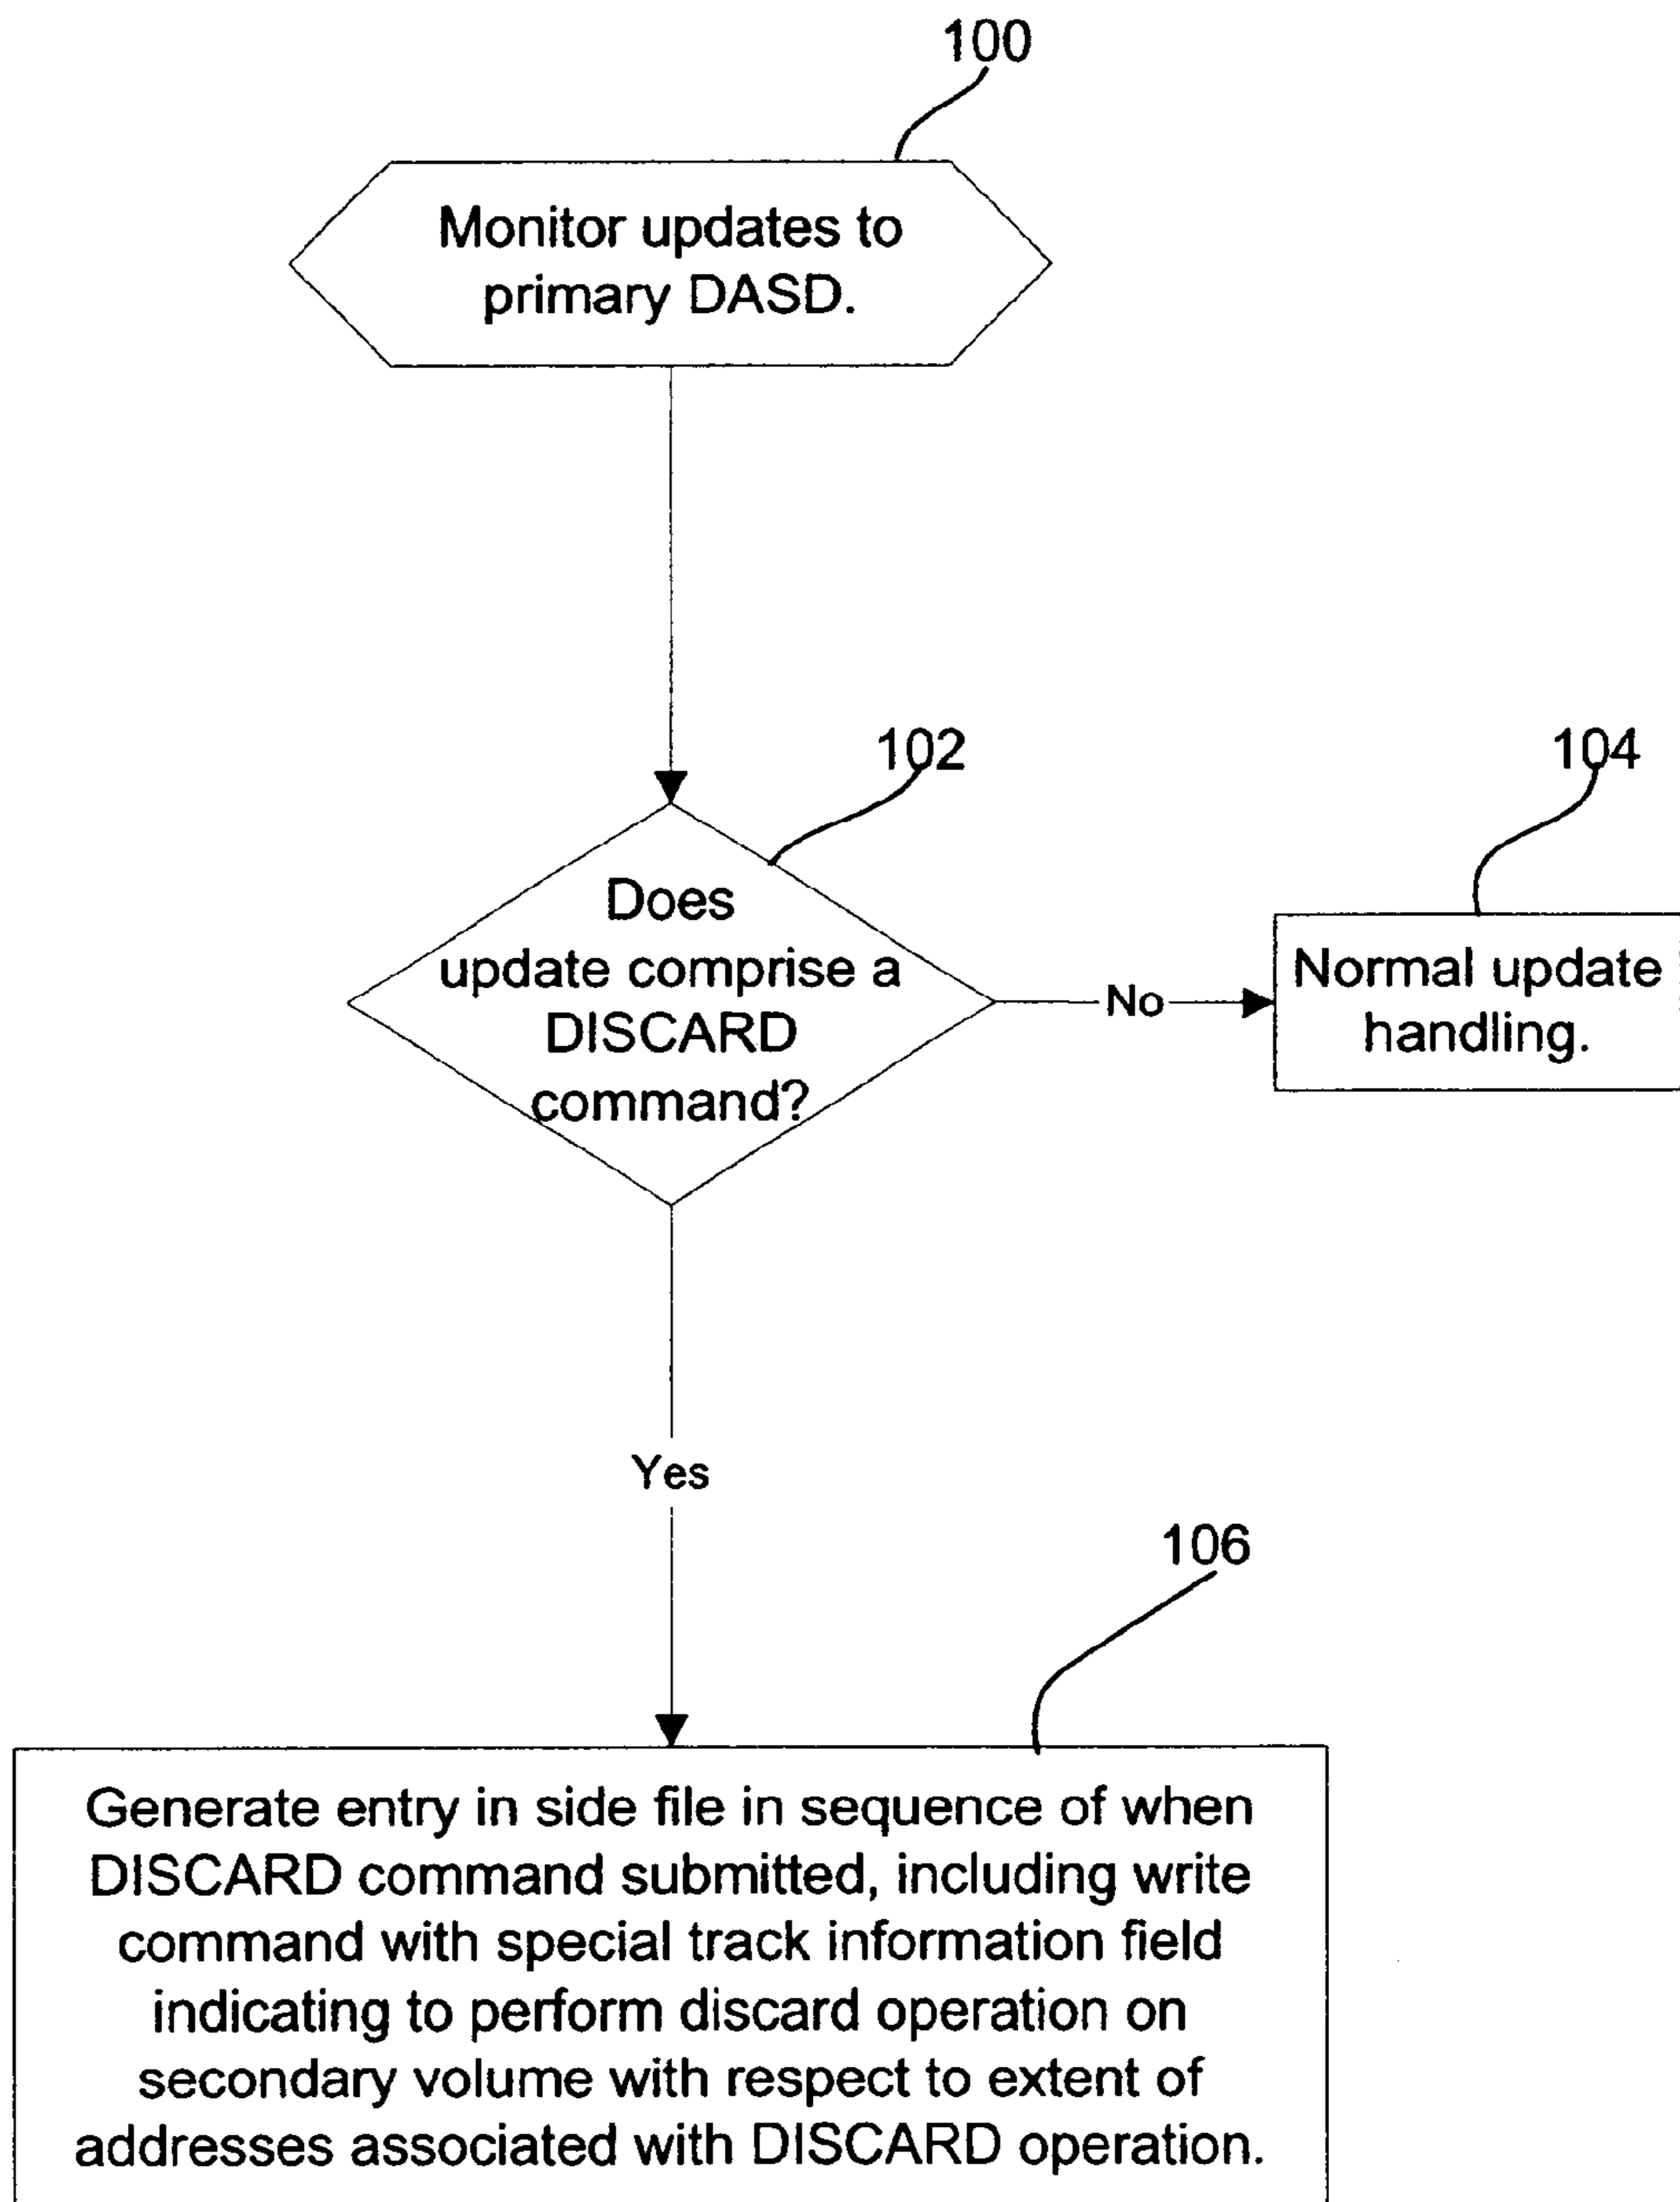 100
Monitor updates to
primary DASD.
102
104
Does
update comprise a
DISCARD
command?
No
Normal update
handling.
Yes
106
Generate entry in side file in sequence of when
DISCARD command submitted, including write
command with special track information field
indicating to perform discard operation on
secondary volume with respect to extent of
addresses associated with DISCARD operation.